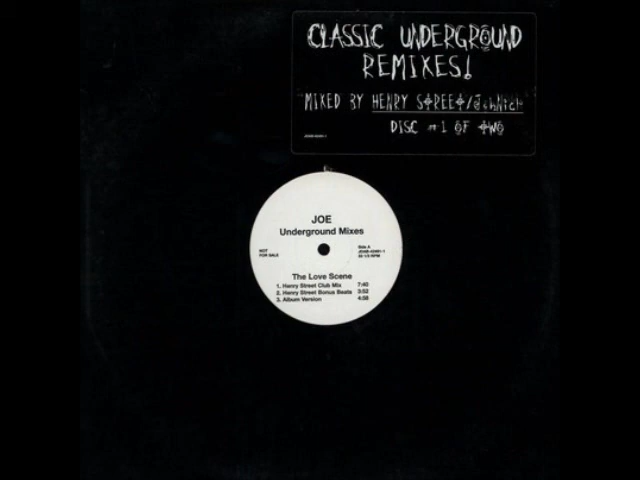 CLASSIC UNDERGROUND
REMIXES!
MIXED BY HENRY STREET/JohNick
DISC #1 OF TWO
JOE
Underground Mixes
NOT
FOR SALE
Side A
33 1/3 RPM
The Love Scene
1. Henry Street Club Mix 7:40
2. Henry Street Bonus Beats 3:52
3. Album Version 4:58